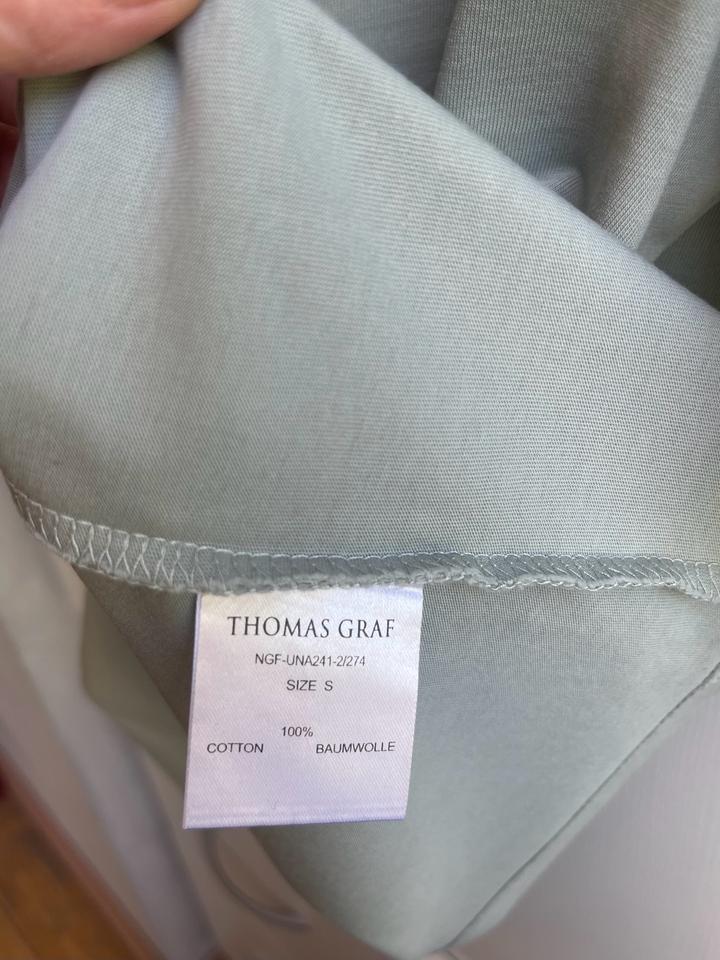 THOMAS GRAF
NGF-UNA241-2/274
SIZE S
100%
COTTON BAUMWOLLE